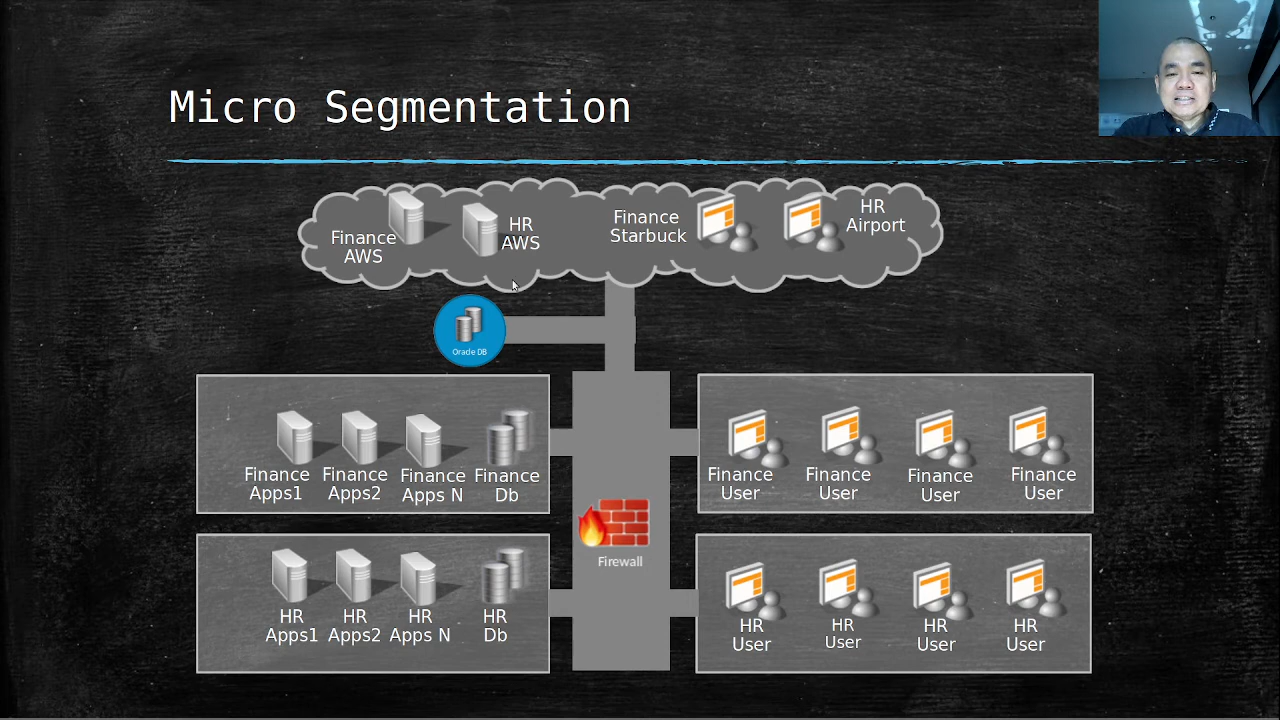 Micro Segmentation
Finance
AWS
HR
AWS
Finance
Starbuck
HR
Airport
Oracle DB
Finance
Apps1
Finance
Apps2
Finance
Apps N
Finance
Db
Finance
User
Finance
User
Finance
User
Finance
User
Firewall
HR
Apps1
HR
Apps2
HR
Apps N
HR
Db
HR
User
HR
User
HR
User
HR
User